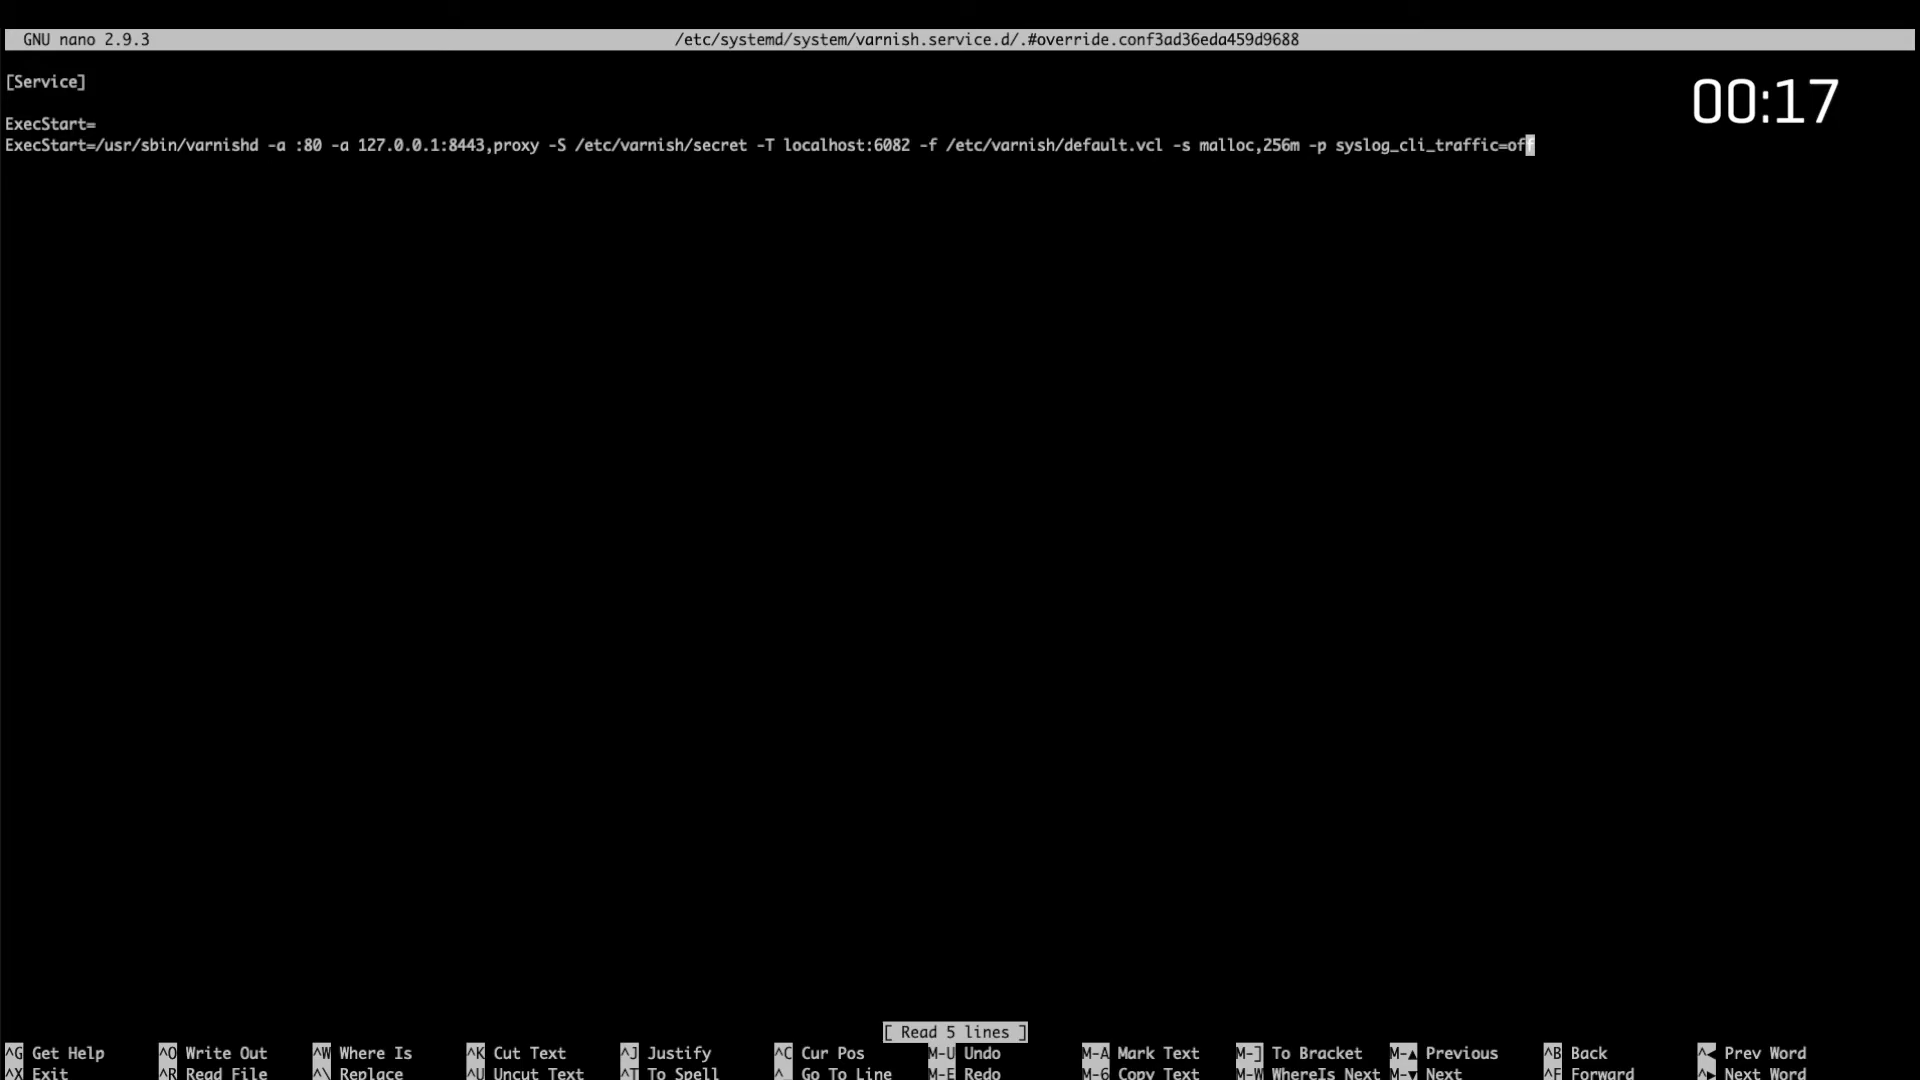 GNU nano 2.9.3 /etc/systemd/system/varnish.service.d/.#override.conf3ad36eda459d9688
[Service]
00:17
ExecStart=
ExecStart=/usr/sbin/varnishd -a :80 -a 127.0.0.1:8443,proxy -S /etc/varnish/secret -T localhost:6082 -f /etc/varnish/default.vcl -s malloc,256m -p syslog_cli_traffic=off
[ Read 5 lines ]
^G Get Help ^O Write Out ^W Where Is ^K Cut Text ^J Justify ^C Cur Pos M-U Undo M-A Mark Text M-] To Bracket M-▲ Previous ^B Back ^◄ Prev Word
^X Exit ^R Read File ^\ Replace ^U Uncut Text ^T To Spell ^_ Go To Line M-E Redo M-6 Copy Text M-W WhereIs Next M-▼ Next ^F Forward ^► Next Word